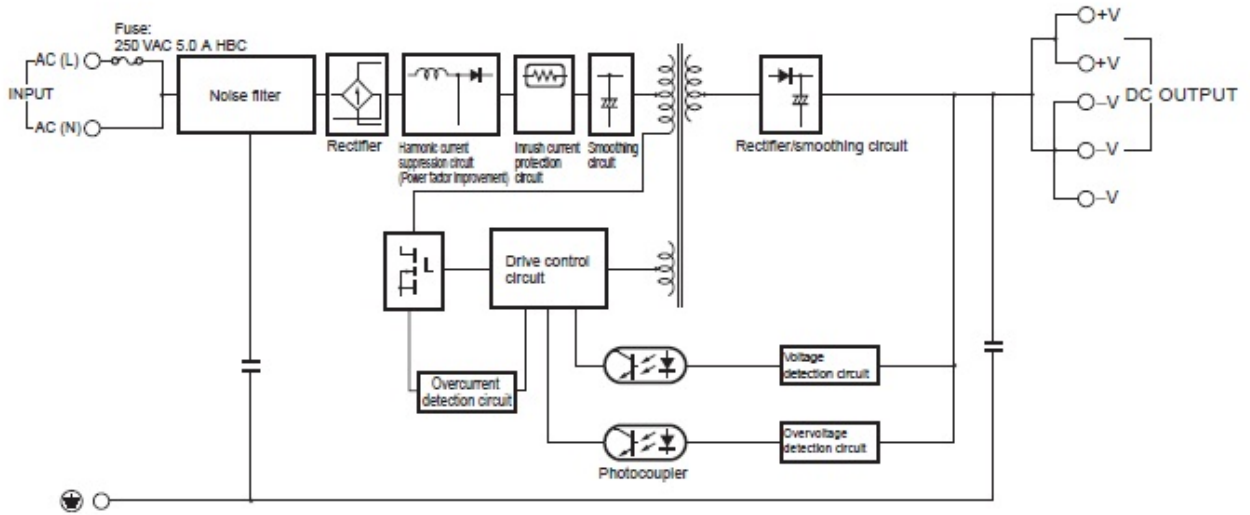 Fuse:
250 VAC 5.0 A HBC
AC (L)
INPUT
AC (N)
Noise filter
Rectifier
Harmonic current
suppression circuit
(Power factor improvement)
Inrush current
protection
circuit
Smoothing
circuit
Rectifier/smoothing circuit
+V
+V
–V
–V
–V
DC OUTPUT
Drive control
circuit
L
Overcurrent
detection circuit
Voltage
detection circuit
Overvoltage
detection circuit
Photocoupler